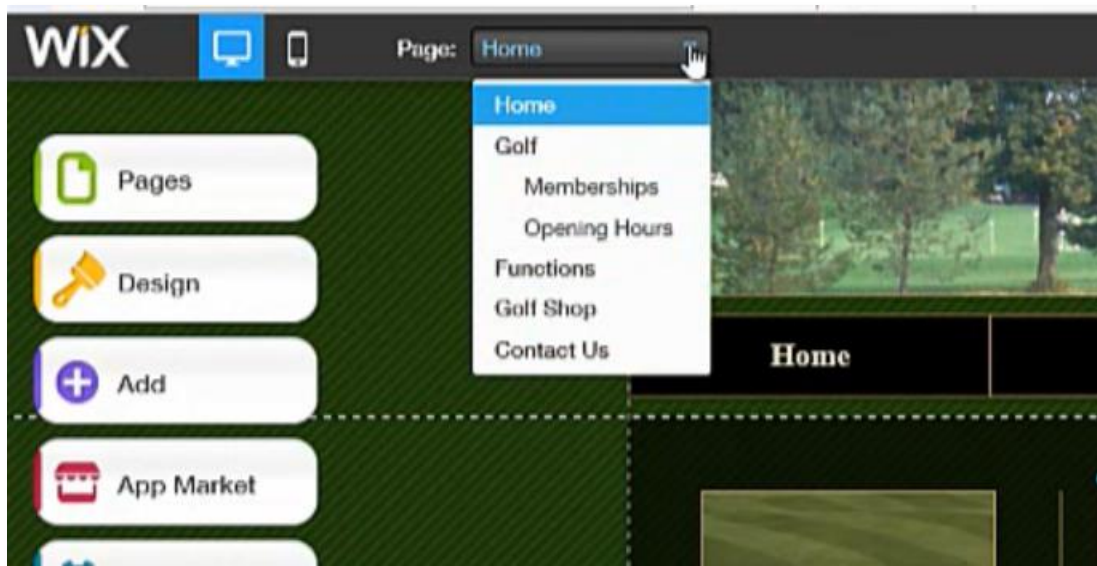 WiX
Page: Home
Home
Golf
Memberships
Opening Hours
Functions
Golf Shop
Contact Us
Pages
Design
Add
App Market
Home